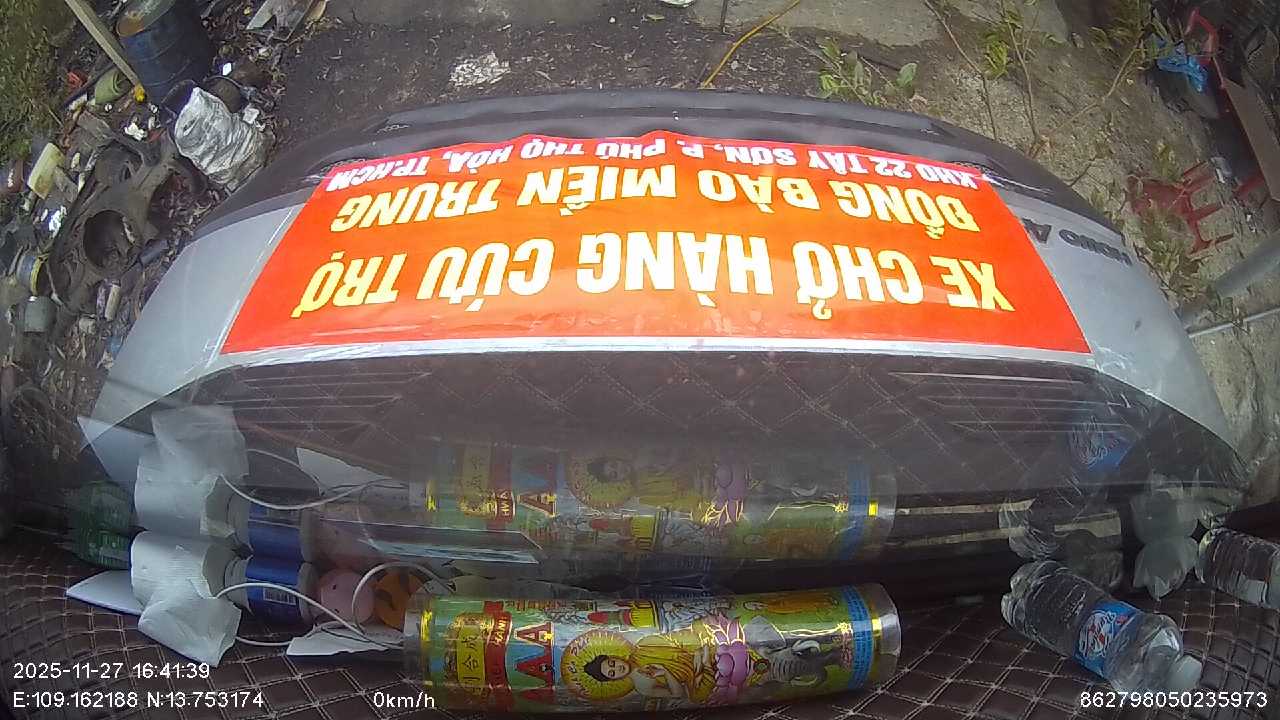 XE CHỞ HÀNG CỨU TRỢ
ĐỒNG BÀO MIỀN TRUNG
KHO 22 TÂY SƠN, P. PHÚ THỌ HÒA, TP.HCM
2025-11-27 16:41:39
E:109.162188 N:13.753174
0km/h
862798050235973